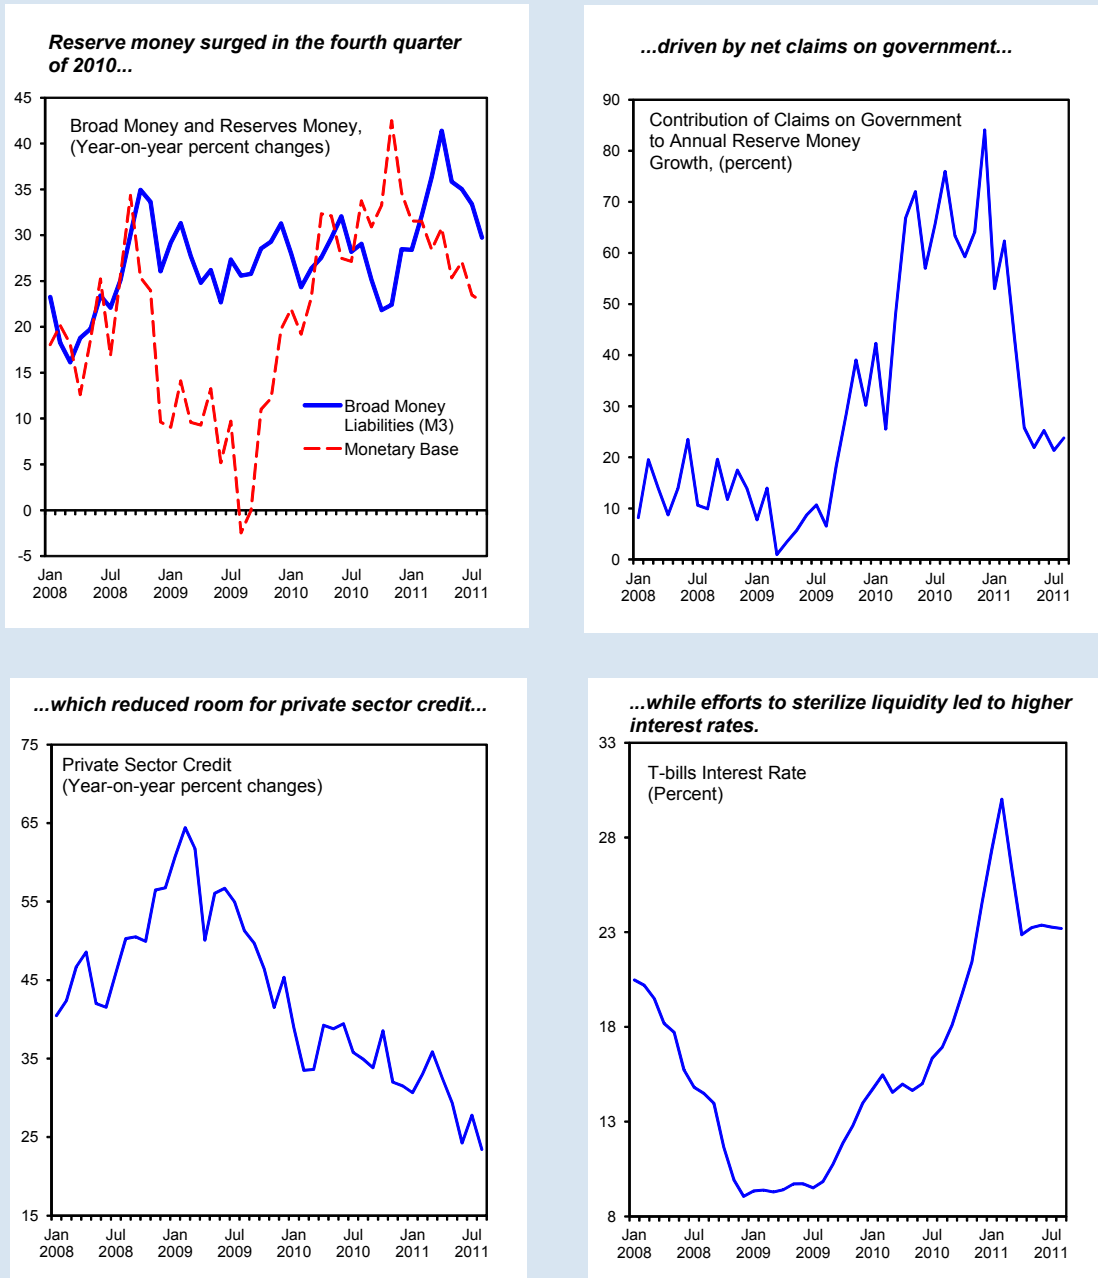 Reserve money surged in the fourth quarter
of 2010...
45
40
35
30
25
20
15
10
5
0
-5
Broad Money and Reserves Money,
(Year-on-year percent changes)
Broad Money
Liabilities (M3)
Monetary Base
Jan Jul Jan Jul Jan Jul Jan Jul
2008 2008 2009 2009 2010 2010 2011 2011
...driven by net claims on government...
90
80
70
60
50
40
30
20
10
0
Contribution of Claims on Government
to Annual Reserve Money
Growth, (percent)
Jan Jul Jan Jul Jan Jul Jan Jul
2008 2008 2009 2009 2010 2010 2011 2011
...which reduced room for private sector credit...
75
65
55
45
35
25
15
Private Sector Credit
(Year-on-year percent changes)
Jan Jul Jan Jul Jan Jul Jan Jul
2008 2008 2009 2009 2010 2010 2011 2011
...while efforts to sterilize liquidity led to higher
interest rates.
33
28
23
18
13
8
T-bills Interest Rate
(Percent)
Jan Jul Jan Jul Jan Jul Jan Jul
2008 2008 2009 2009 2010 2010 2011 2011